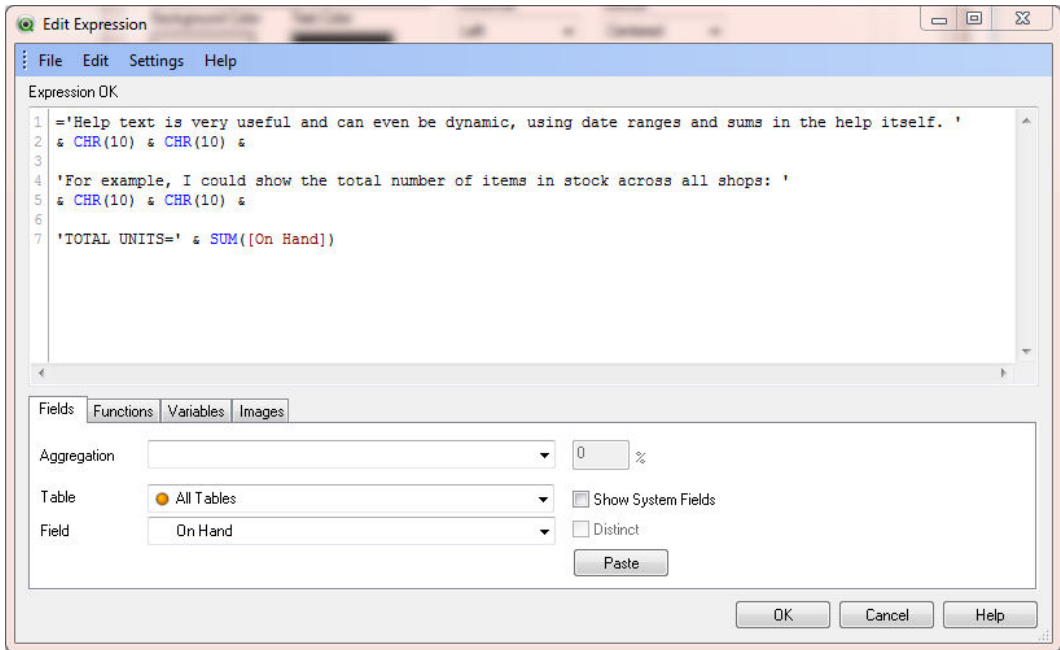 Edit Expression
File Edit Settings Help
Expression OK
1 ='Help text is very useful and can even be dynamic, using date ranges and sums in the help itself. '
2 & CHR(10) & CHR(10) &
3
4 'For example, I could show the total number of items in stock across all shops: '
5 & CHR(10) & CHR(10) &
6
7 'TOTAL UNITS=' & SUM([On Hand])
Fields Functions Variables Images
Aggregation 0 %
Table All Tables Show System Fields
Field On Hand Distinct
Paste
OK Cancel Help